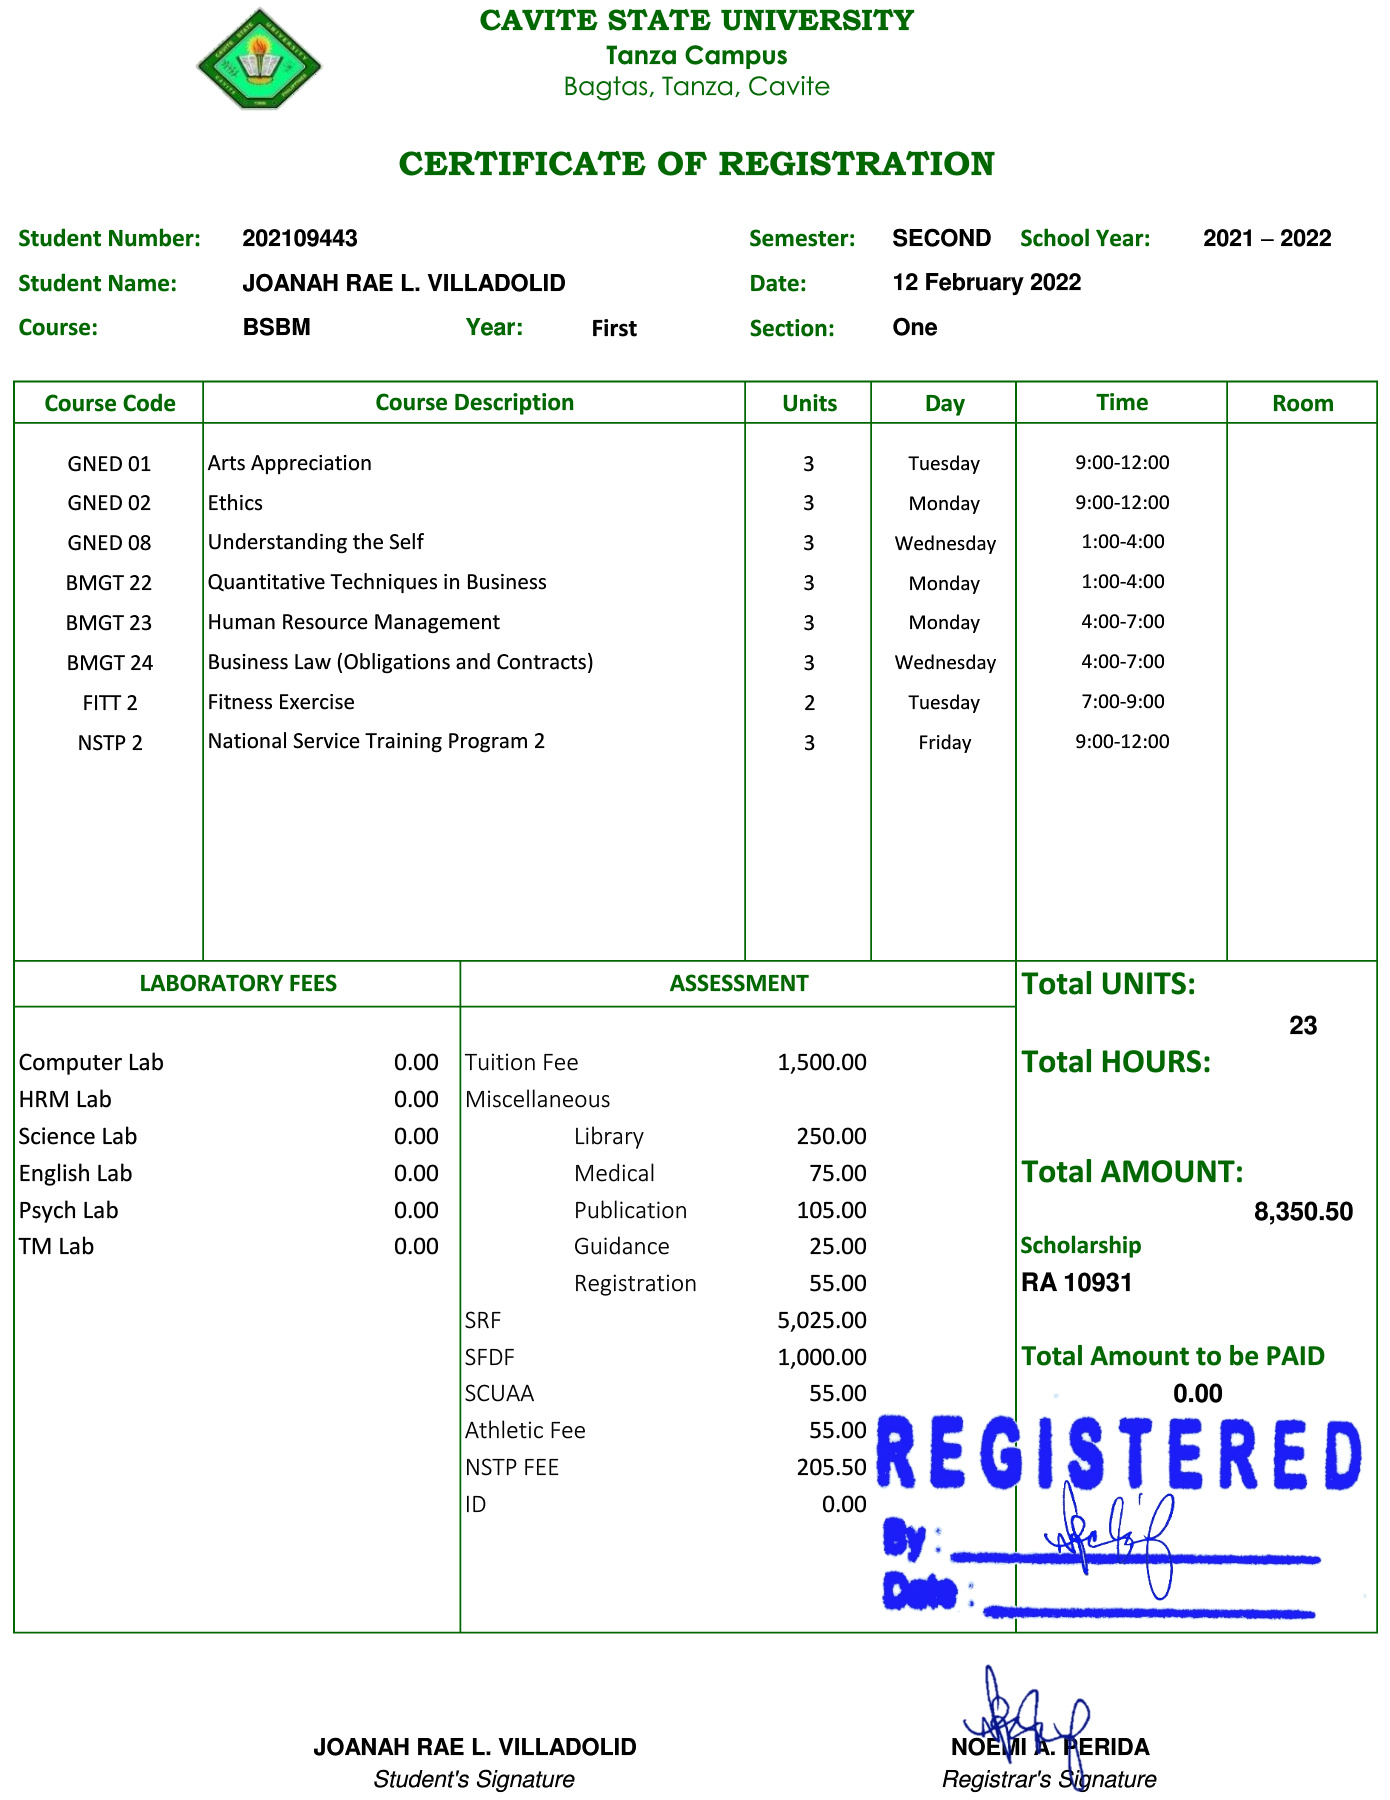 CAVITE STATE UNIVERSITY
Tanza Campus
Bagtas, Tanza, Cavite
CERTIFICATE OF REGISTRATION
Student Number: 202109443 Semester: SECOND School Year: 2021 – 2022
Student Name: JOANAH RAE L. VILLADOLID Date: 12 February 2022
Course: BSBM Year: First Section: One
Course Code Course Description Units Day Time Room
GNED 01 Arts Appreciation 3 Tuesday 9:00-12:00
GNED 02 Ethics 3 Monday 9:00-12:00
GNED 08 Understanding the Self 3 Wednesday 1:00-4:00
BMGT 22 Quantitative Techniques in Business 3 Monday 1:00-4:00
BMGT 23 Human Resource Management 3 Monday 4:00-7:00
BMGT 24 Business Law (Obligations and Contracts) 3 Wednesday 4:00-7:00
FITT 2 Fitness Exercise 2 Tuesday 7:00-9:00
NSTP 2 National Service Training Program 2 3 Friday 9:00-12:00
LABORATORY FEES ASSESSMENT Total UNITS:
23
Computer Lab 0.00 Tuition Fee 1,500.00 Total HOURS:
HRM Lab 0.00 Miscellaneous
Science Lab 0.00 Library 250.00
English Lab 0.00 Medical 75.00 Total AMOUNT:
Psych Lab 0.00 Publication 105.00 8,350.50
TM Lab 0.00 Guidance 25.00 Scholarship
Registration 55.00 RA 10931
SRF 5,025.00
SFDF 1,000.00 Total Amount to be PAID
SCUAA 55.00 0.00
Athletic Fee 55.00 REGISTERED
NSTP FEE 205.50
ID 0.00
By:
Date:
JOANAH RAE L. VILLADOLID NOEMI A. PERIDA
Student's Signature Registrar's Signature